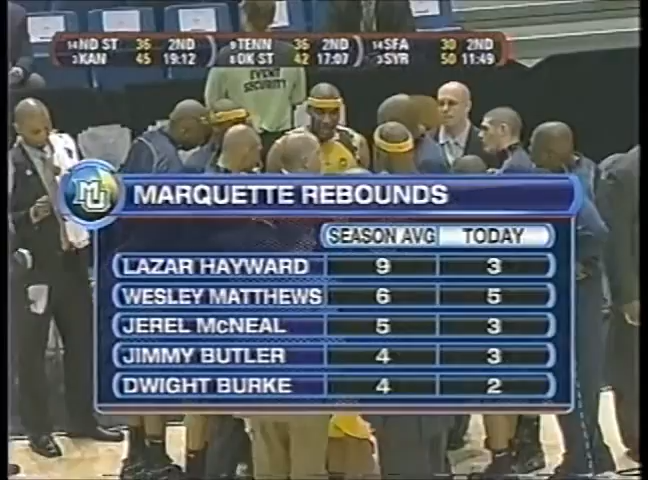 14 ND ST 36 2ND 9 TENN 36 2ND 14 SFA 30 2ND
3 KAN 45 19:12 8 OK ST 42 17:07 3 SYR 50 11:49
EVENT
SECURITY
MU MARQUETTE REBOUNDS
SEASON AVG TODAY
LAZAR HAYWARD 9 3
WESLEY MATTHEWS 6 5
JEREL McNEAL 5 3
JIMMY BUTLER 4 3
DWIGHT BURKE 4 2